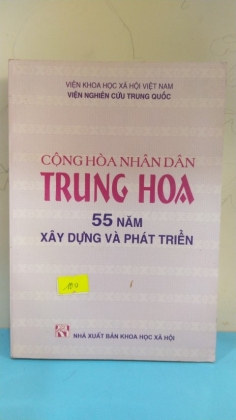 VIỆN KHOA HỌC XÃ HỘI VIỆT NAM
VIỆN NGHIÊN CỨU TRUNG QUỐC
CỘNG HÒA NHÂN DÂN
TRUNG HOA
55 NĂM
XÂY DỰNG VÀ PHÁT TRIỂN
NHÀ XUẤT BẢN KHOA HỌC XÃ HỘI